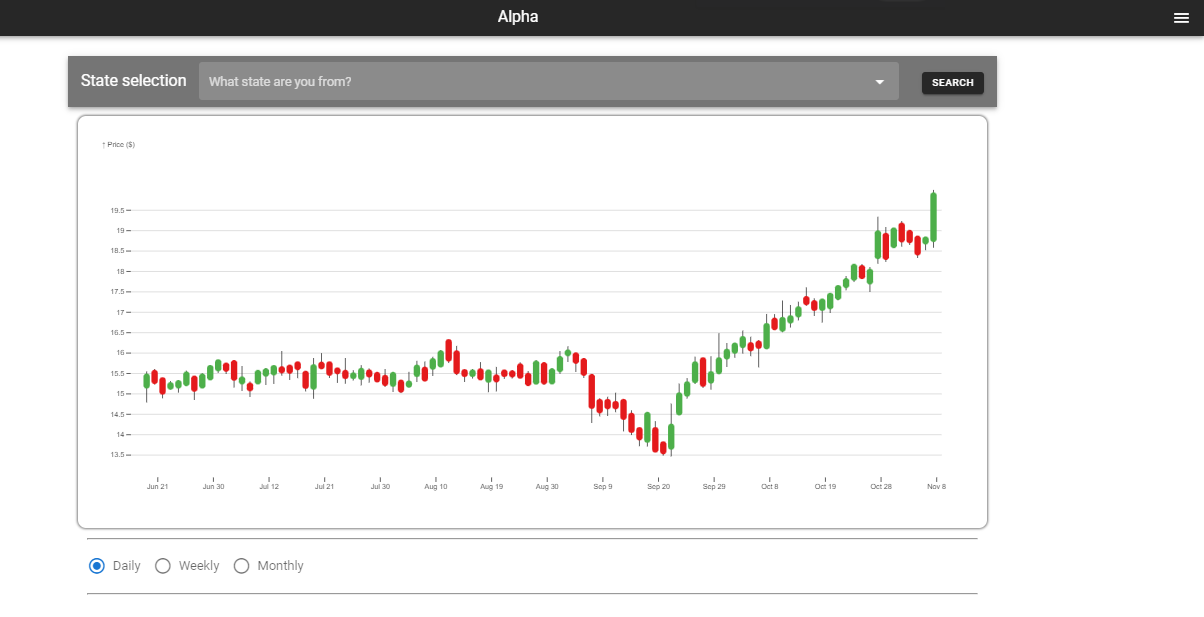 Alpha
State selection
What state are you from?
SEARCH
↑ Price ($)
19.5
19
18.5
18
17.5
17
16.5
16
15.5
15
14.5
14
13.5
Jun 21 Jun 30 Jul 12 Jul 21 Jul 30 Aug 10 Aug 19 Aug 30 Sep 9 Sep 20 Sep 29 Oct 8 Oct 19 Oct 28 Nov 8
Daily Weekly Monthly